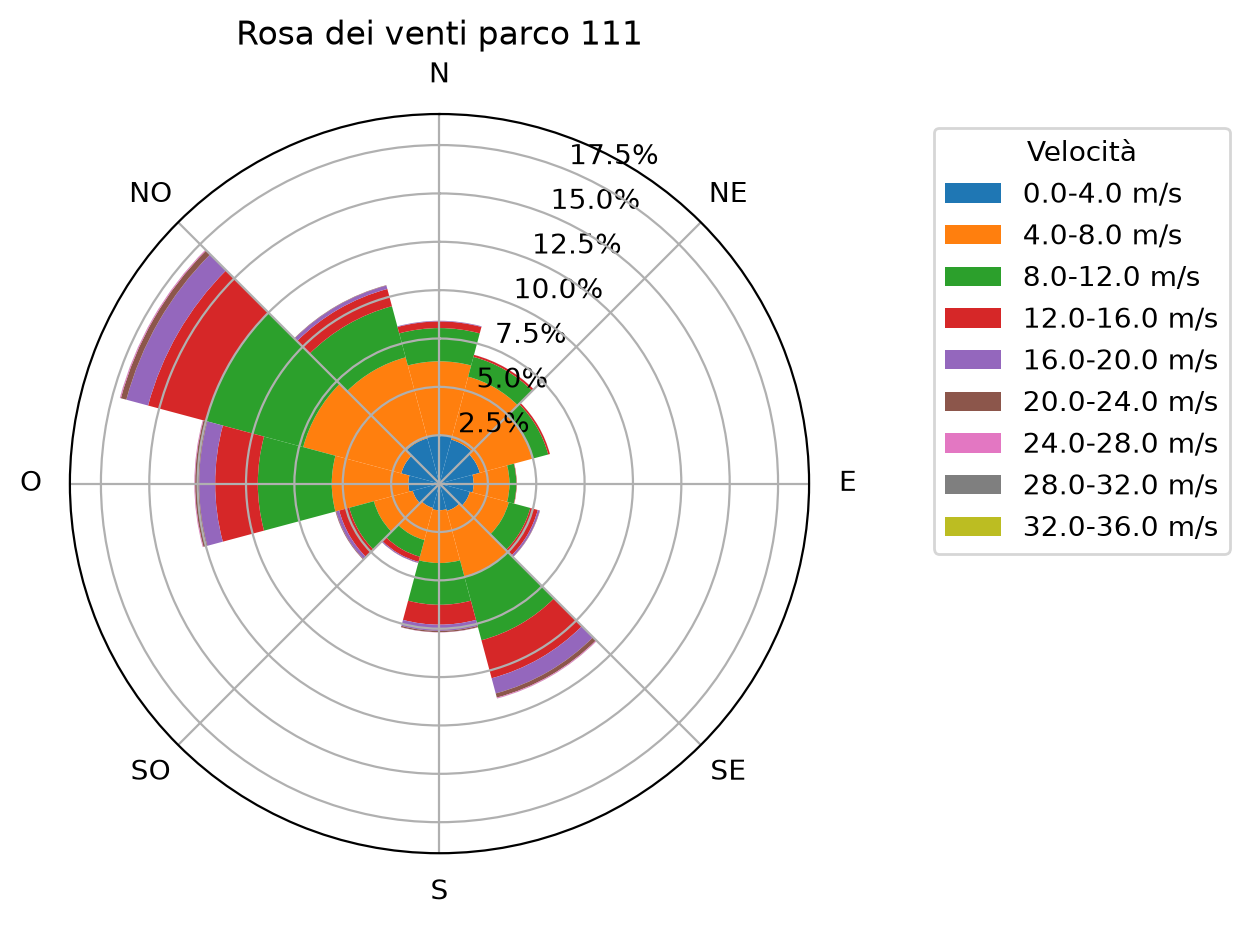 Rosa dei venti parco 111
N
NO
NE
O
E
SO
SE
S
17.5%
15.0%
12.5%
10.0%
7.5%
5.0%
2.5%
Velocità
0.0-4.0 m/s
4.0-8.0 m/s
8.0-12.0 m/s
12.0-16.0 m/s
16.0-20.0 m/s
20.0-24.0 m/s
24.0-28.0 m/s
28.0-32.0 m/s
32.0-36.0 m/s